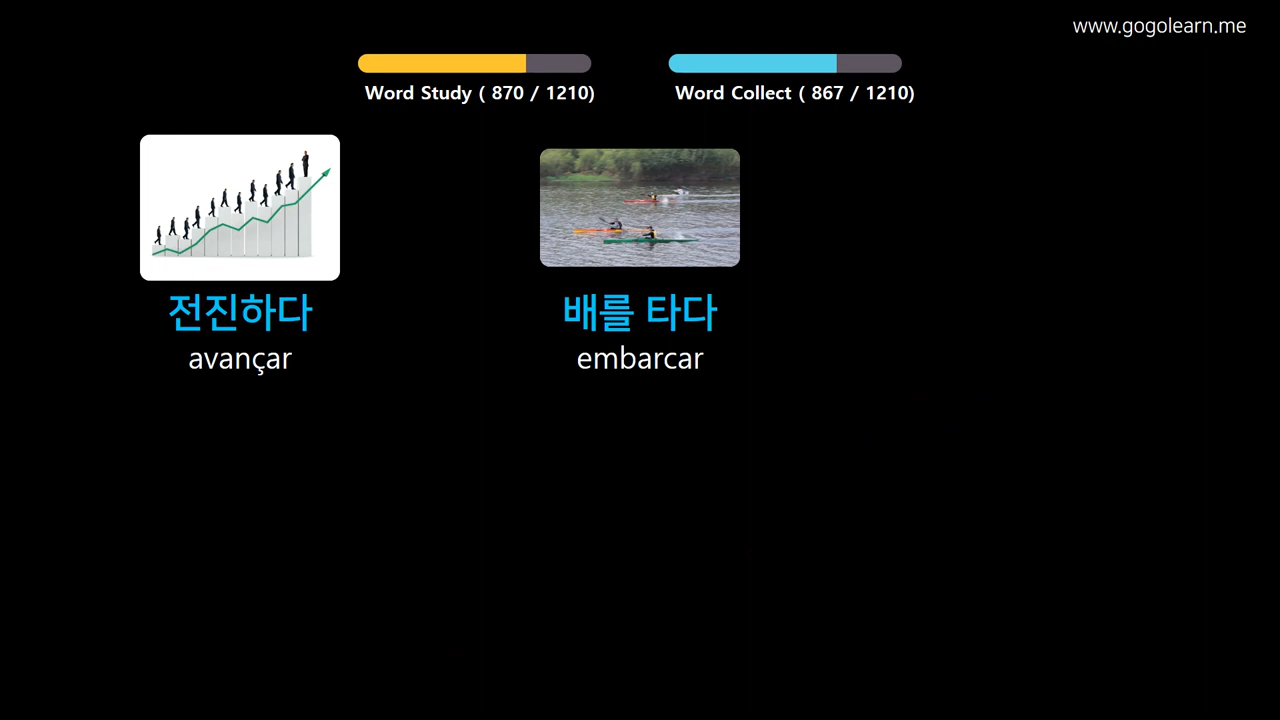 www.gogolearn.me
Word Study ( 870 / 1210)
Word Collect ( 867 / 1210)
전진하다
avançar
배를 타다
embarcar